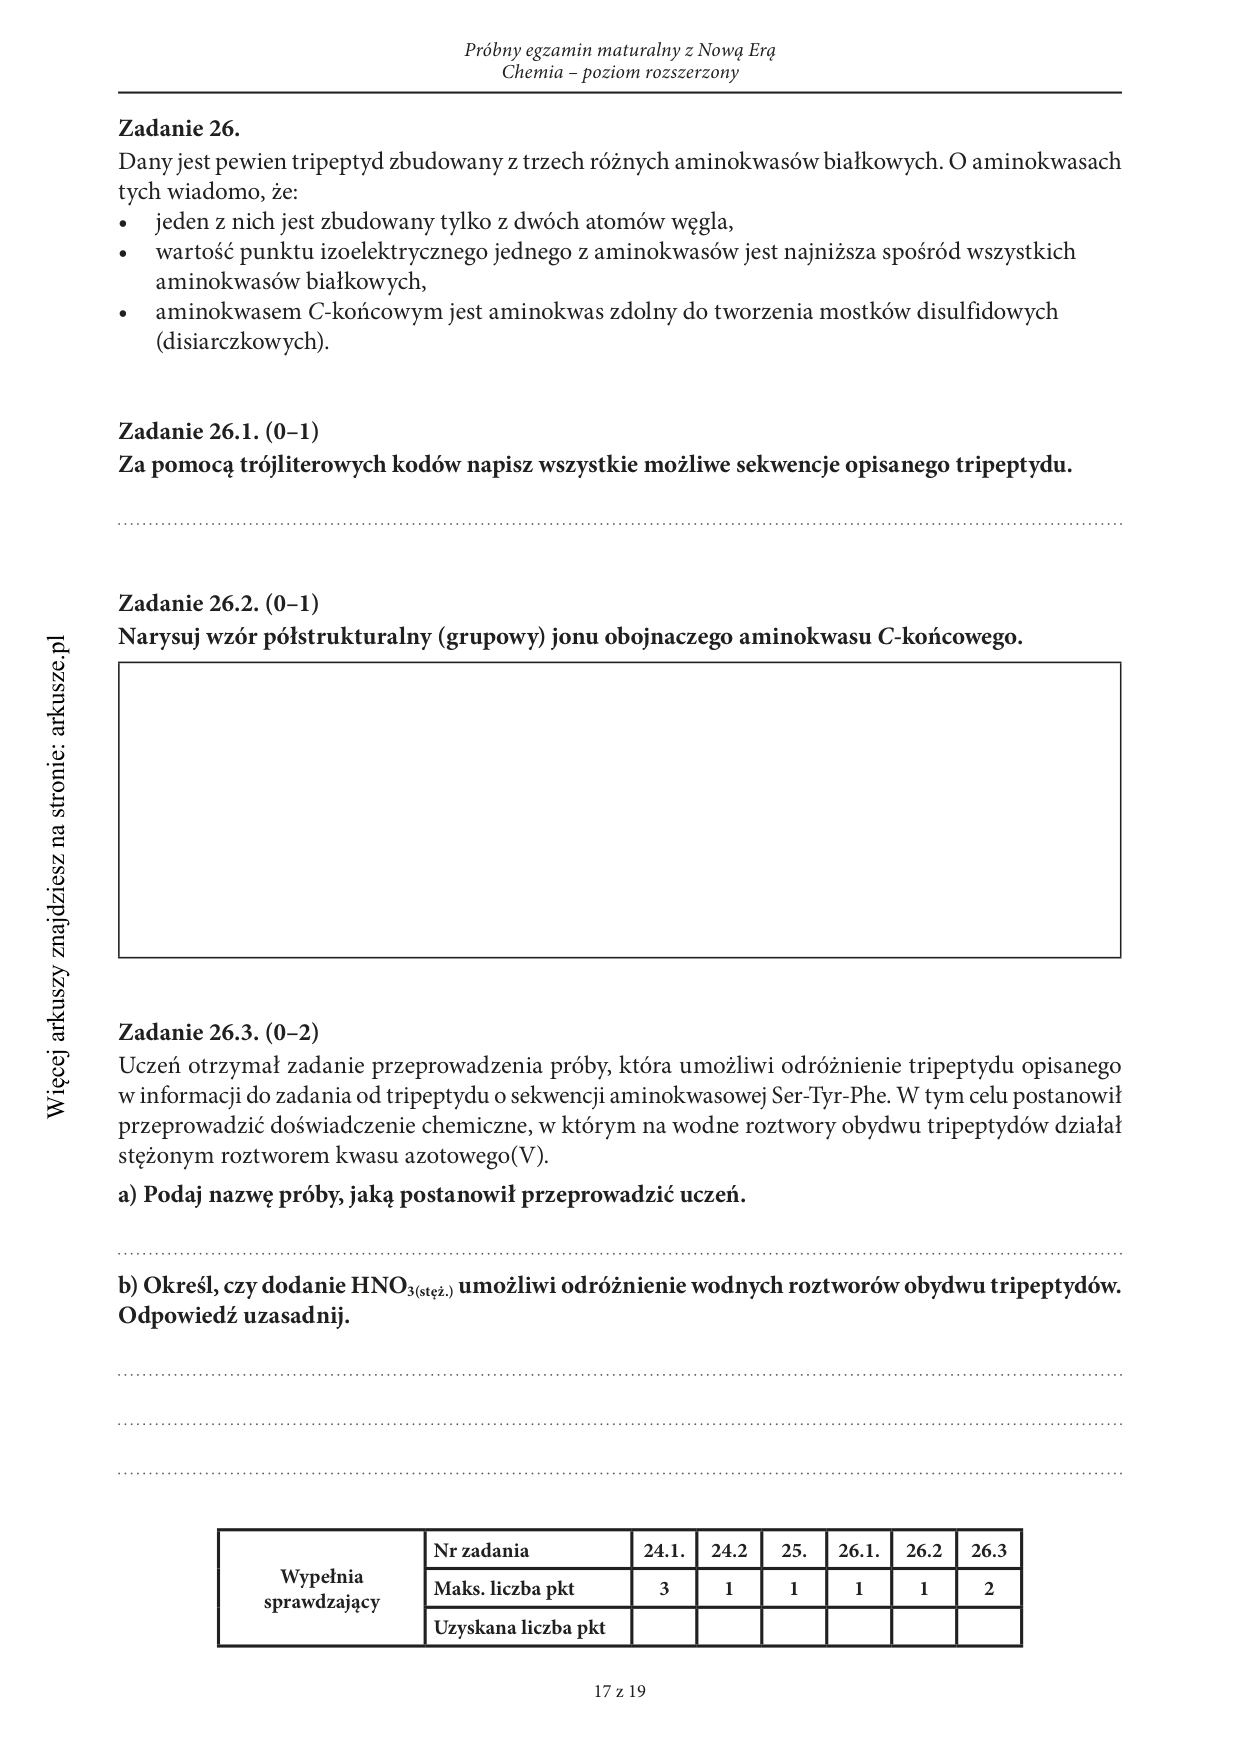 Próbny egzamin maturalny z Nową Erą
Chemia – poziom rozszerzony
Zadanie 26.
Dany jest pewien tripeptyd zbudowany z trzech różnych aminokwasów białkowych. O aminokwasach
tych wiadomo, że:
• jeden z nich jest zbudowany tylko z dwóch atomów węgla,
• wartość punktu izoelektrycznego jednego z aminokwasów jest najniższa spośród wszystkich
aminokwasów białkowych,
• aminokwasem C-końcowym jest aminokwas zdolny do tworzenia mostków disulfidowych
(disiarczkowych).
Zadanie 26.1. (0–1)
Za pomocą trójliterowych kodów napisz wszystkie możliwe sekwencje opisanego tripeptydu.
Zadanie 26.2. (0–1)
Narysuj wzór półstrukturalny (grupowy) jonu obojnaczego aminokwasu C-końcowego.
Zadanie 26.3. (0–2)
Uczeń otrzymał zadanie przeprowadzenia próby, która umożliwi odróżnienie tripeptydu opisanego
w informacji do zadania od tripeptydu o sekwencji aminokwasowej Ser-Tyr-Phe. W tym celu postanowił
przeprowadzić doświadczenie chemiczne, w którym na wodne roztwory obydwu tripeptydów działał
stężonym roztworem kwasu azotowego(V).
a) Podaj nazwę próby, jaką postanowił przeprowadzić uczeń.
b) Określ, czy dodanie HNO3(stęż.) umożliwi odróżnienie wodnych roztworów obydwu tripeptydów.
Odpowiedź uzasadnij.
Wypełnia
sprawdzający
Nr zadania 24.1. 24.2 25. 26.1. 26.2 26.3
Maks. liczba pkt 3 1 1 1 1 2
Uzyskana liczba pkt
17 z 19
Więcej arkuszy znajdziesz na stronie: arkusze.pl